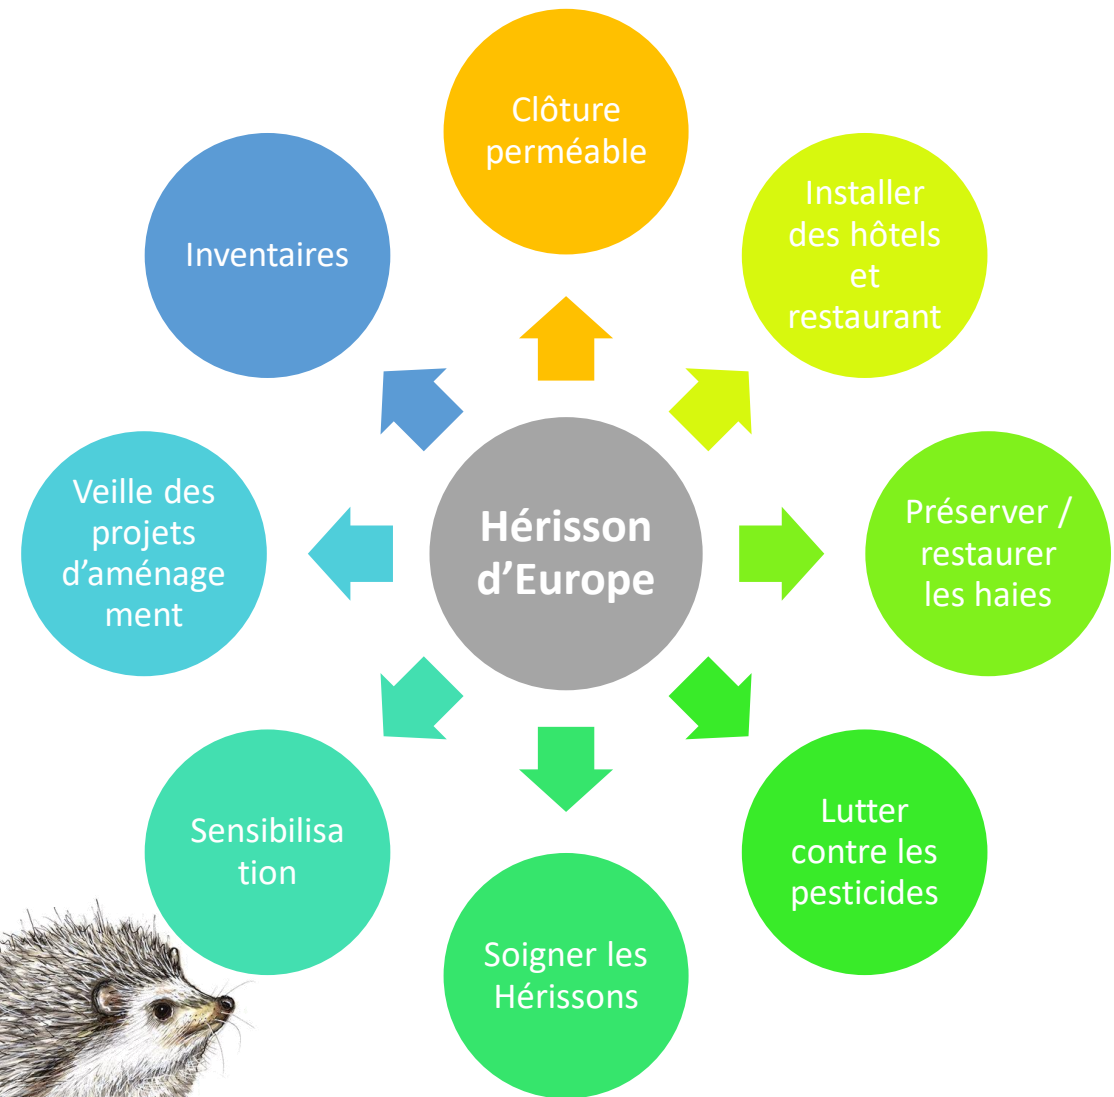 Clôture
perméable
Installer
des hôtels
et
restaurant
Préserver /
restaurer
les haies
Lutter
contre les
pesticides
Soigner les
Hérissons
Sensibilisa
tion
Veille des
projets
d’aménage
ment
Inventaires
Hérisson
d’Europe